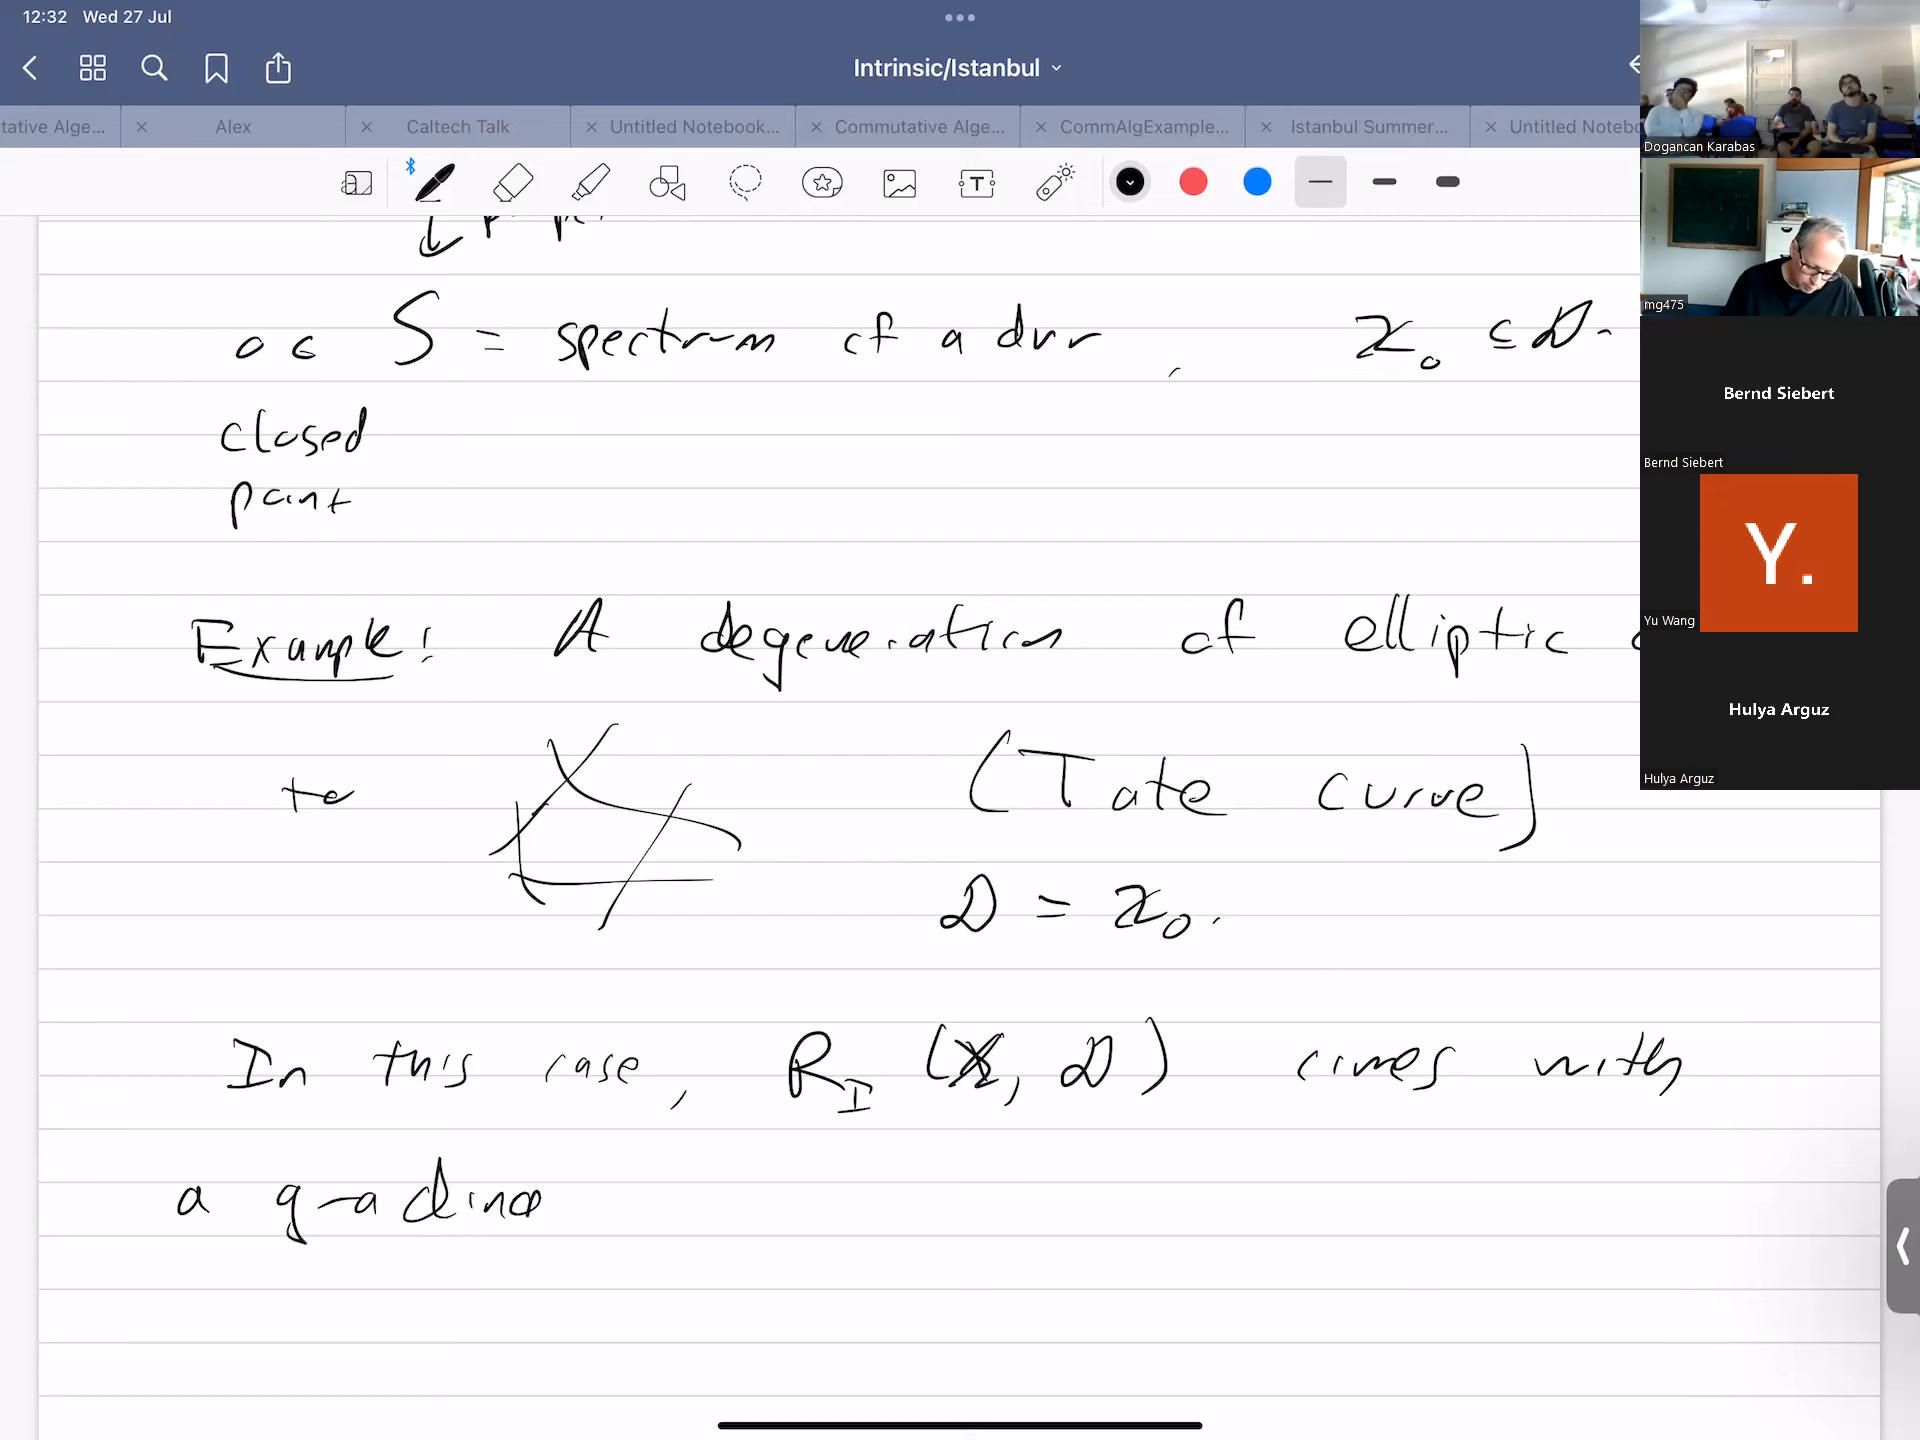 12:32 Wed 27 Jul
Intrinsic/Istanbul
tative Alge...
Alex
Caltech Talk
Untitled Notebook...
Commutative Alge...
CommAlgExample...
Istanbul Summer...
Untitled Notebo
Dogancan Karabas
mg475
Bernd Siebert
Bernd Siebert
Y.
Yu Wang
Hulya Arguz
Hulya Arguz
0 ∈ S = spectrum of a dvr, X₀ ⊆ D.
closed
point
Example: A degeneration of elliptic
to (Tate curve)
D = X₀.
In this case, R_I (X, D) comes with
a grading